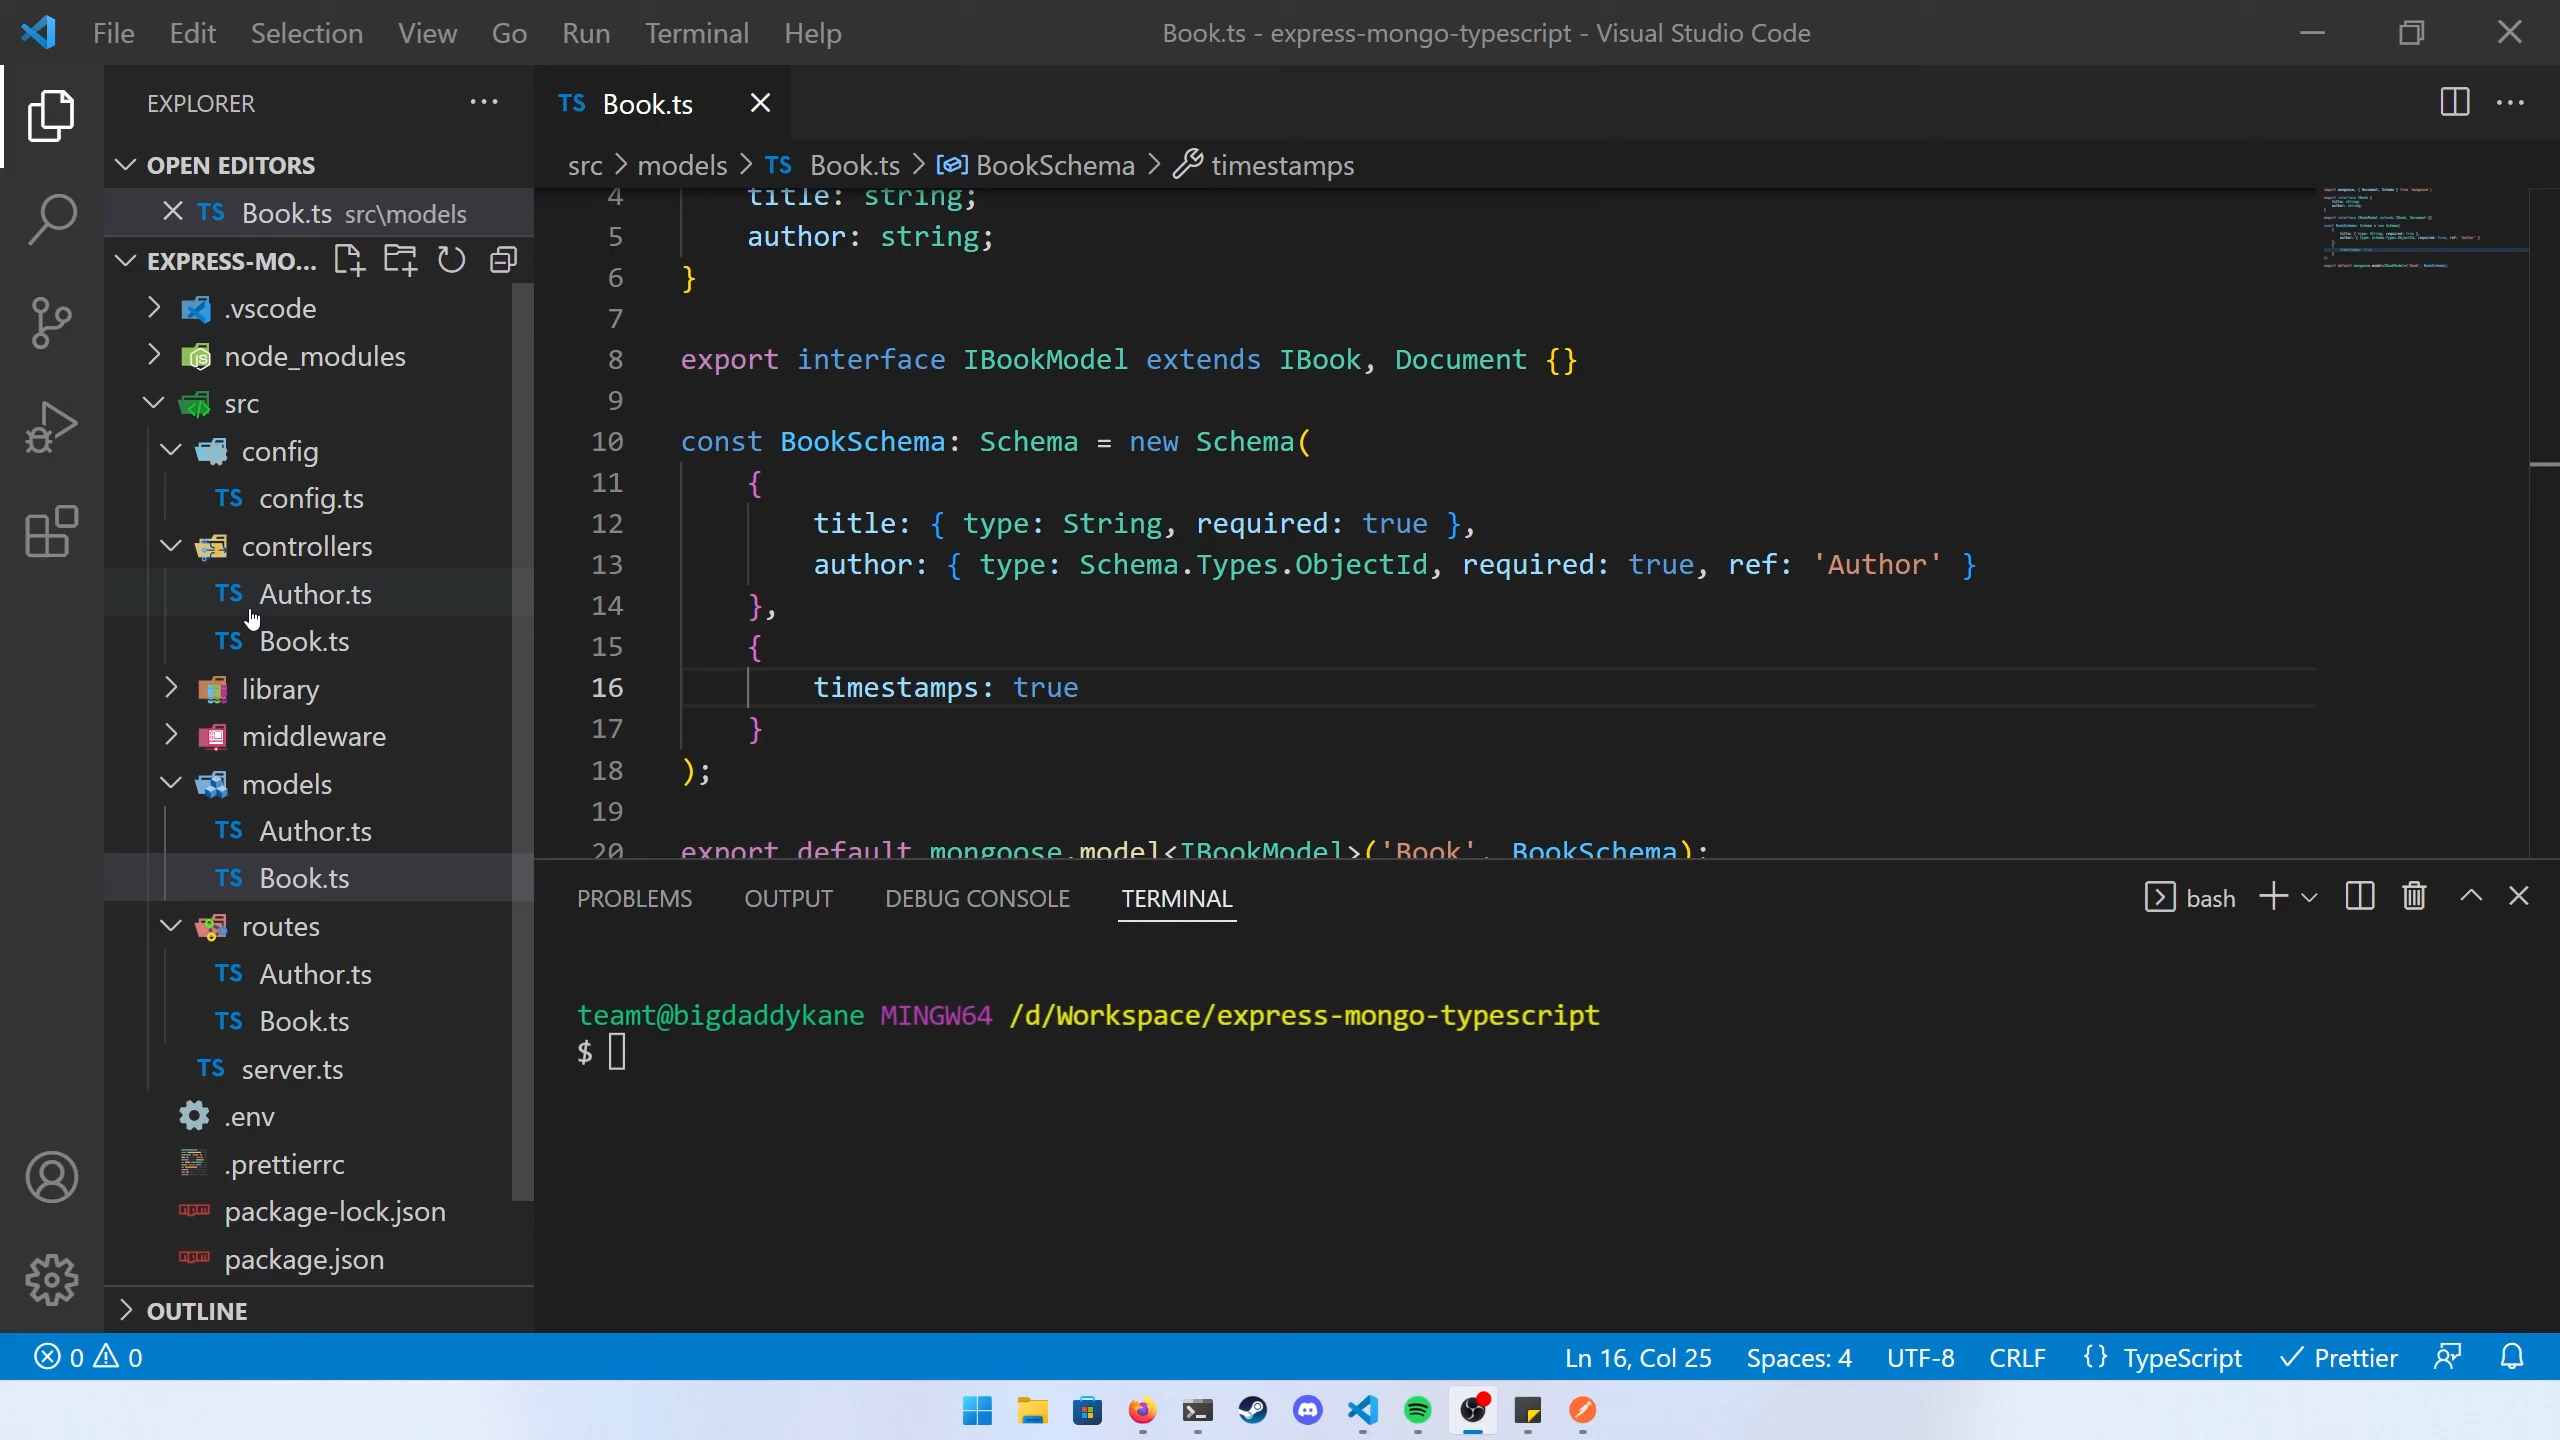 File Edit Selection View Go Run Terminal Help
Book.ts - express-mongo-typescript - Visual Studio Code
EXPLORER
OPEN EDITORS
TS Book.ts src\models
EXPRESS-MO...
.vscode
node_modules
src
config
TS config.ts
controllers
TS Author.ts
TS Book.ts
library
middleware
models
TS Author.ts
TS Book.ts
routes
TS Author.ts
TS Book.ts
TS server.ts
.env
.prettierrc
package-lock.json
package.json
OUTLINE
TS Book.ts
src > models > TS Book.ts > BookSchema > timestamps
4 title: string;
5 author: string;
6 }
7
8 export interface IBookModel extends IBook, Document {}
9
10 const BookSchema: Schema = new Schema(
11 {
12 title: { type: String, required: true },
13 author: { type: Schema.Types.ObjectId, required: true, ref: 'Author' }
14 },
15 {
16 timestamps: true
17 }
18 );
19
20 export default mongoose.model<IBookModel>('Book', BookSchema);
PROBLEMS OUTPUT DEBUG CONSOLE TERMINAL
bash
teamt@bigdaddykane MINGW64 /d/Workspace/express-mongo-typescript
$
0 0
Ln 16, Col 25 Spaces: 4 UTF-8 CRLF {} TypeScript Prettier